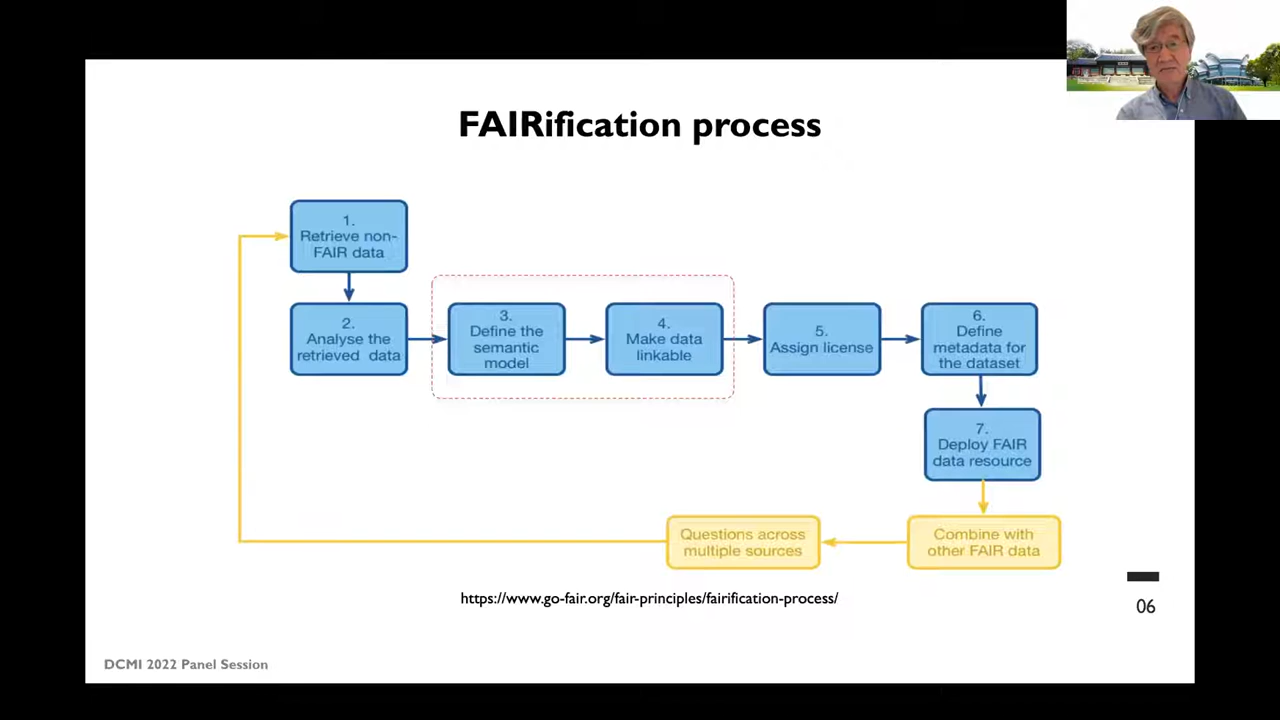 FAIRification process
1.
Retrieve non-
FAIR data
2.
Analyse the
retrieved data
3.
Define the
semantic
model
4.
Make data
linkable
5.
Assign license
6.
Define
metadata for
the dataset
7.
Deploy FAIR
data resource
Combine with
other FAIR data
Questions across
multiple sources
https://www.go-fair.org/fair-principles/fairification-process/
06
DCMI 2022 Panel Session